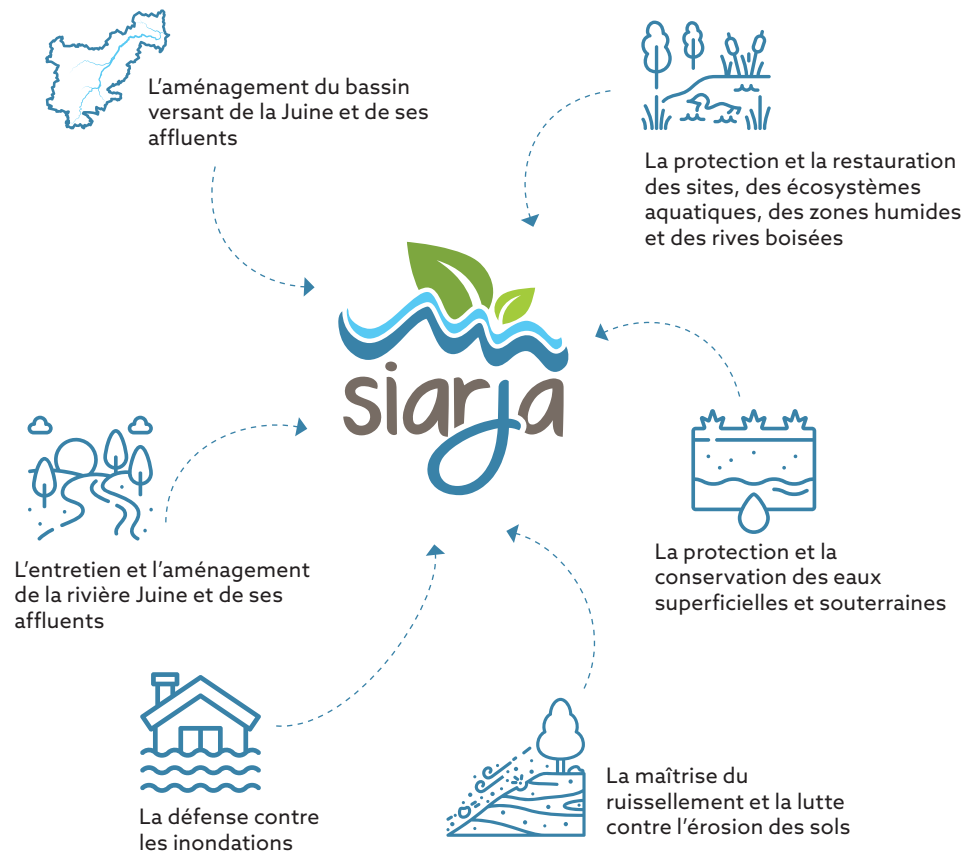 L'aménagement du bassin
versant de la Juine et de ses
affluents
La protection et la restauration
des sites, des écosystèmes
aquatiques, des zones humides
et des rives boisées
siarja
L'entretien et l'aménagement
de la rivière Juine et de ses
affluents
La protection et la
conservation des eaux
superficielles et souterraines
La défense contre
les inondations
La maîtrise du
ruissellement et la lutte
contre l'érosion des sols